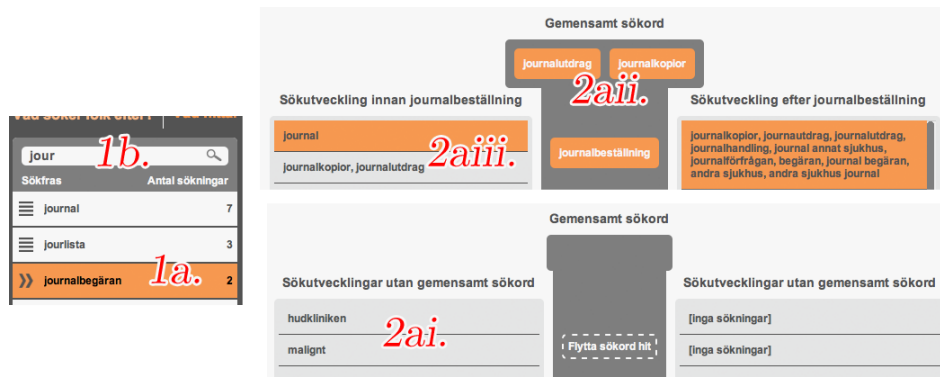 Vad söker folk efter?
jour
1b.
Sökfras Antal sökningar
journal 7
jourlista 3
journalbegäran 2
1a.
Gemensamt sökord
journalutdrag journalkopior
2aii.
Sökutveckling innan journalbeställning
journal
journalkopior, journalutdrag
2aiii.
journalbeställning
Sökutveckling efter journalbeställning
journalkopior, journautdrag, journalutdrag,
journalhandling, journal annat sjukhus,
journalförfrågan, begäran, journal begäran,
andra sjukhus, andra sjukhus journal
Gemensamt sökord
Sökutvecklingar utan gemensamt sökord
hudkliniken
malignt
2ai.
Flytta sökord hit
Sökutvecklingar utan gemensamt sökord
[inga sökningar]
[inga sökningar]